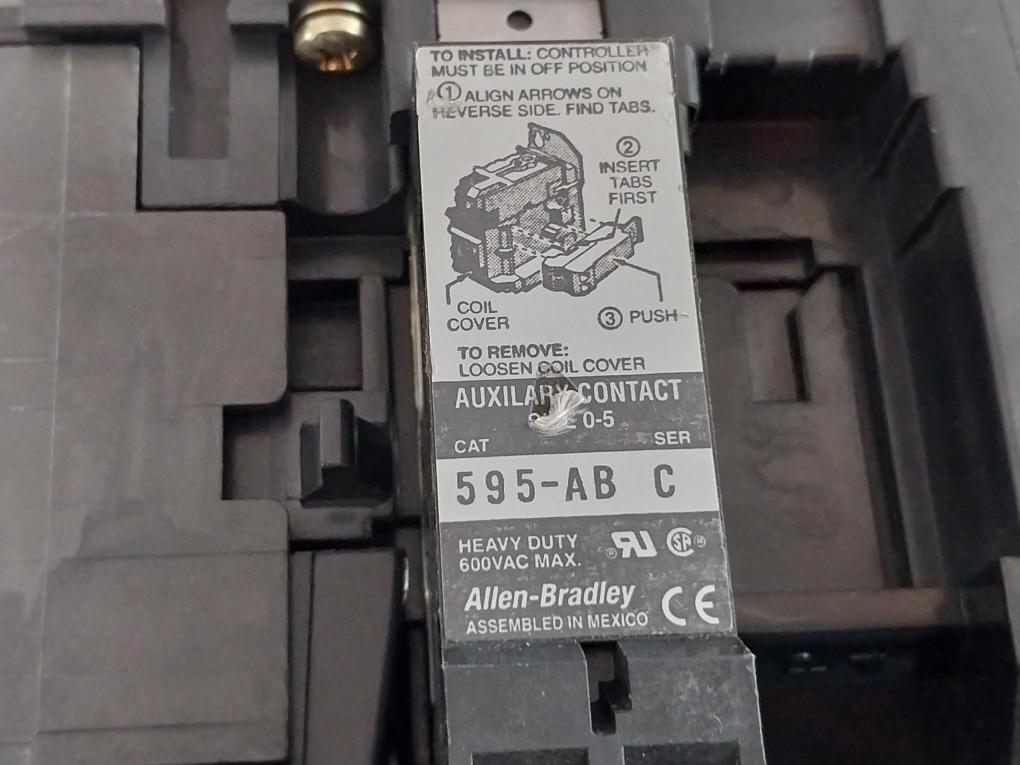 TO INSTALL: CONTROLLER
MUST BE IN OFF POSITION
① ALIGN ARROWS ON
REVERSE SIDE. FIND TABS.
②
INSERT
TABS
FIRST
COIL
COVER
③ PUSH
TO REMOVE:
LOOSEN COIL COVER
AUXILARY CONTACT
0-5
CAT SER
595-AB C
HEAVY DUTY
600VAC MAX.
Allen-Bradley
ASSEMBLED IN MEXICO
CE